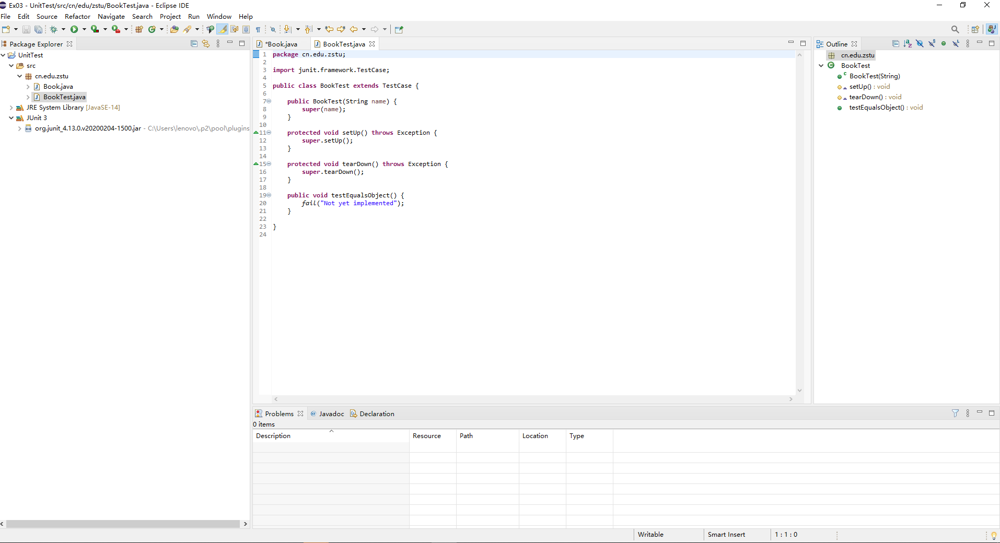 Ex03 - UnitTest/src/cn/edu/zstu/BookTest.java - Eclipse IDE
File Edit Source Refactor Navigate Search Project Run Window Help
Package Explorer
UnitTest
src
cn.edu.zstu
Book.java
BookTest.java
JRE System Library [JavaSE-14]
JUnit 3
org.junit_4.13.0.v20200204-1500.jar - C:\Users\lenovo\.p2\pool\plugins
*Book.java BookTest.java
1 package cn.edu.zstu;
2
3 import junit.framework.TestCase;
4
5 public class BookTest extends TestCase {
6
7 public BookTest(String name) {
8 super(name);
9 }
10
11 protected void setUp() throws Exception {
12 super.setUp();
13 }
14
15 protected void tearDown() throws Exception {
16 super.tearDown();
17 }
18
19 public void testEqualsObject() {
20 fail("Not yet implemented");
21 }
22
23 }
24
Outline
cn.edu.zstu
BookTest
BookTest(String)
setUp() : void
tearDown() : void
testEqualsObject() : void
Problems @ Javadoc Declaration
0 items
Description Resource Path Location Type
Writable Smart Insert 1 : 1 : 0